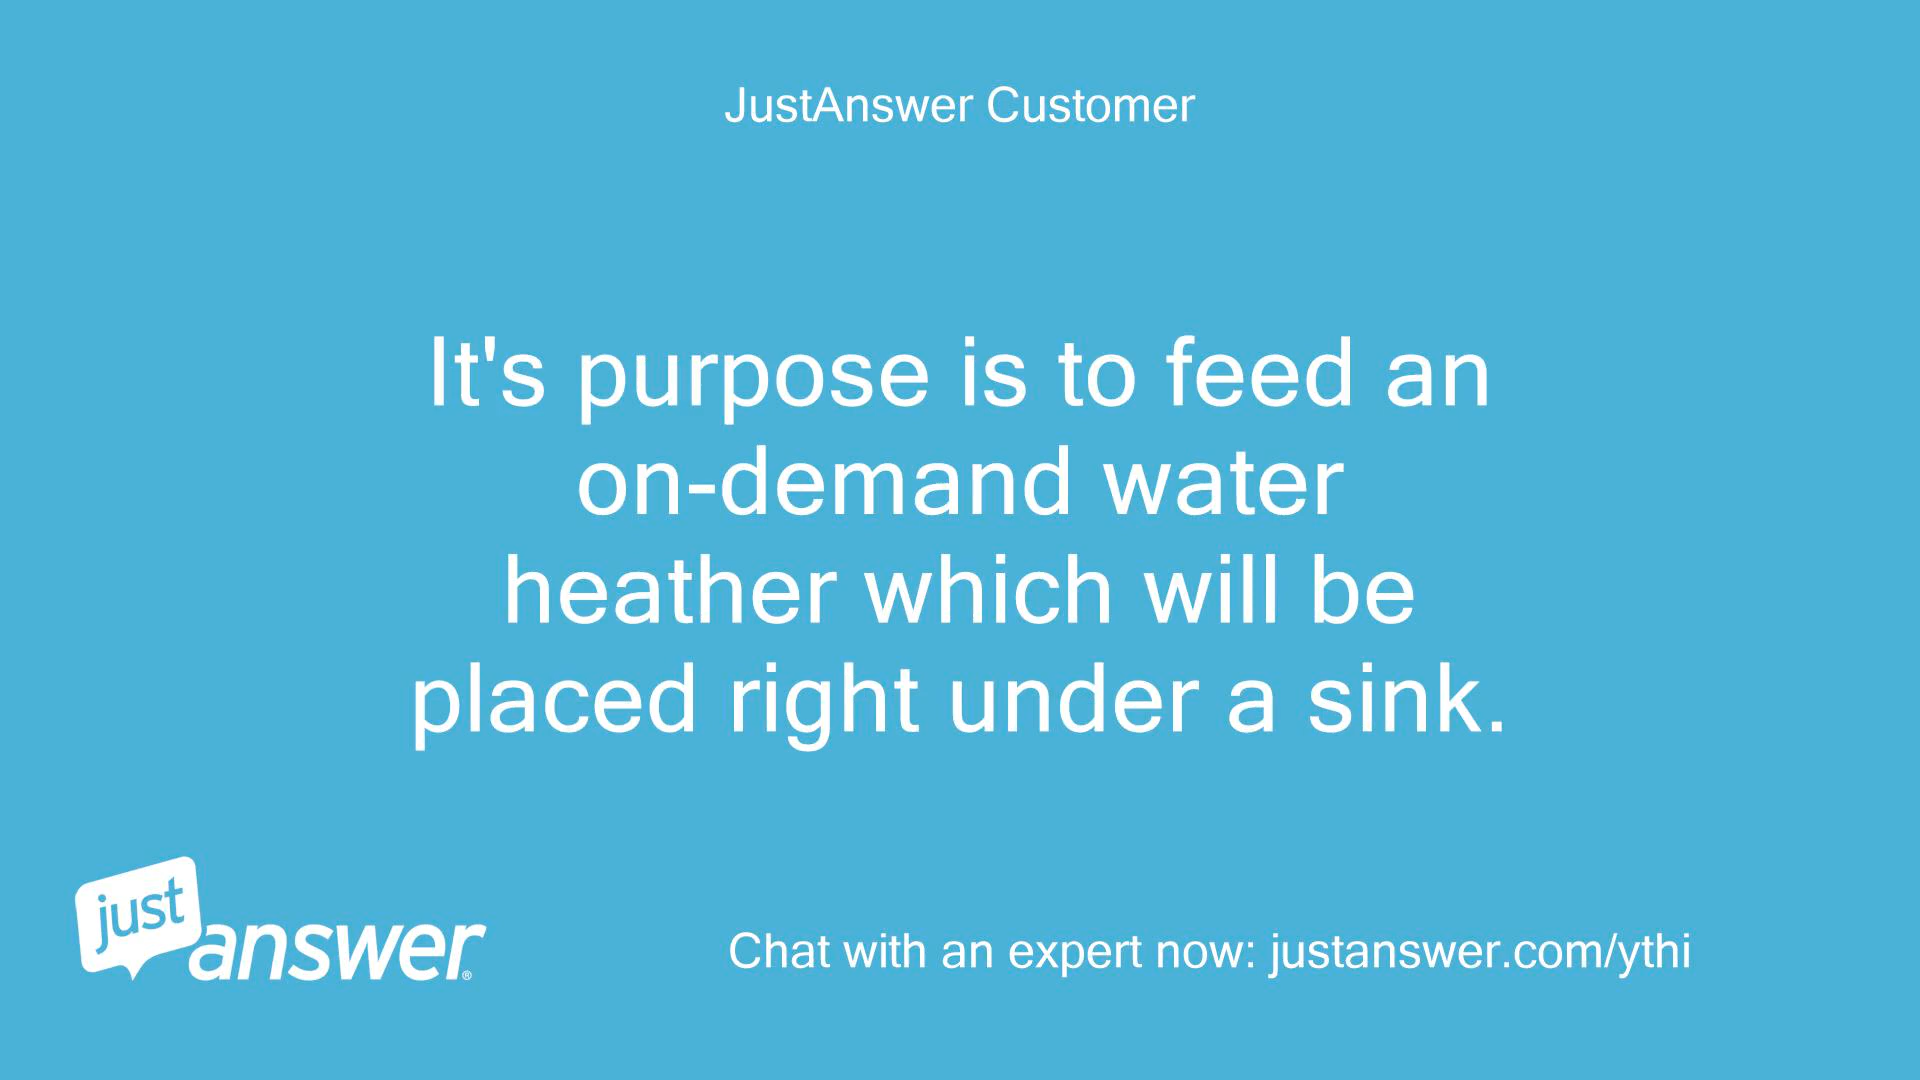 JustAnswer Customer
It's purpose is to feed an
on-demand water
heather which will be
placed right under a sink.
just
answer®
Chat with an expert now: justanswer.com/ythi